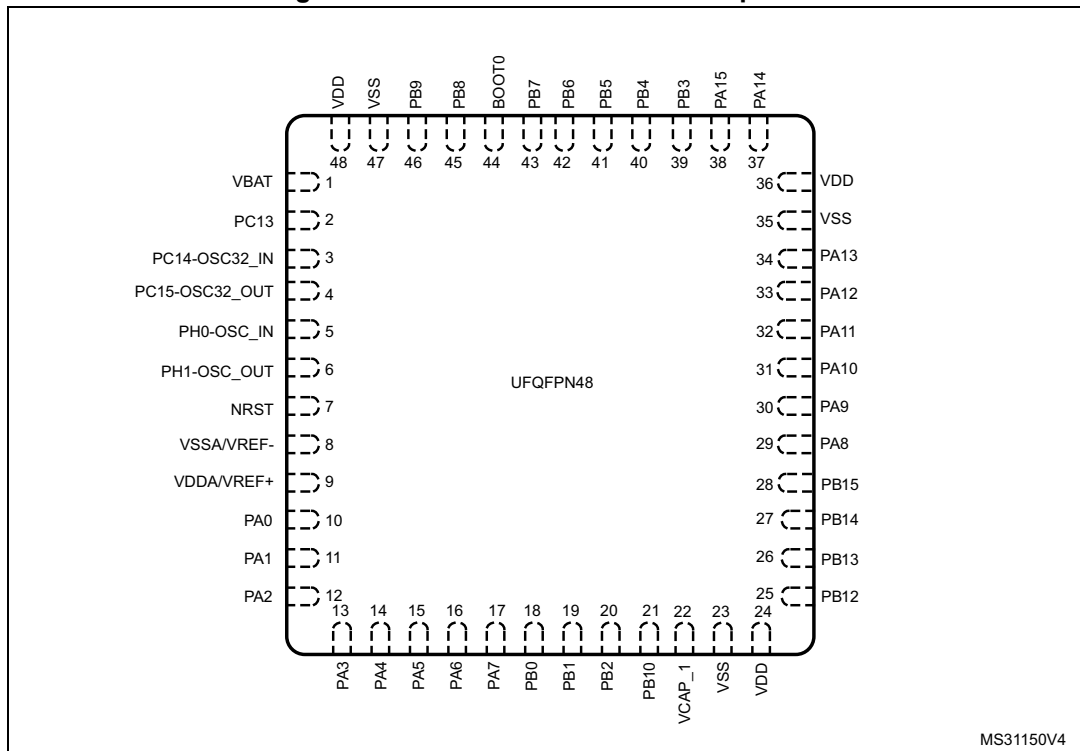 VDD
VSS
PB9
PB8
BOOT0
PB7
PB6
PB5
PB4
PB3
PA15
PA14
48 47 46 45 44 43 42 41 40 39 38 37
VBAT 1
PC13 2
PC14-OSC32_IN 3
PC15-OSC32_OUT 4
PH0-OSC_IN 5
PH1-OSC_OUT 6
NRST 7
VSSA/VREF- 8
VDDA/VREF+ 9
PA0 10
PA1 11
PA2 12
UFQFPN48
36 VDD
35 VSS
34 PA13
33 PA12
32 PA11
31 PA10
30 PA9
29 PA8
28 PB15
27 PB14
26 PB13
25 PB12
13 14 15 16 17 18 19 20 21 22 23 24
PA3
PA4
PA5
PA6
PA7
PB0
PB1
PB2
PB10
VCAP_1
VSS
VDD
MS31150V4